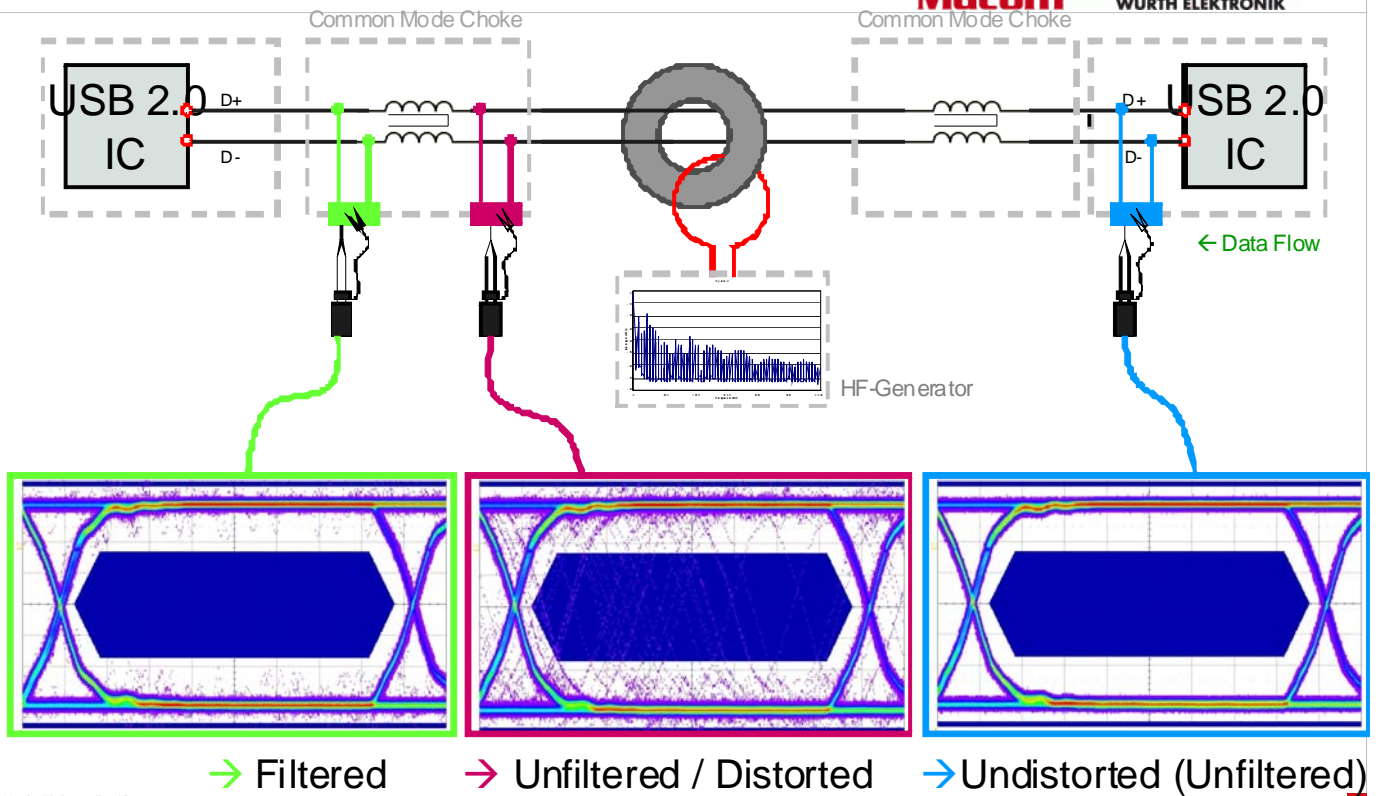 WÜRTH ELEKTRONIK
Common Mode Choke
Common Mode Choke
USB 2.0
IC
D+
D-
D+
D-
USB 2.0
IC
← Data Flow
HF-Generator
→ Filtered
→ Unfiltered / Distorted
→ Undistorted (Unfiltered)